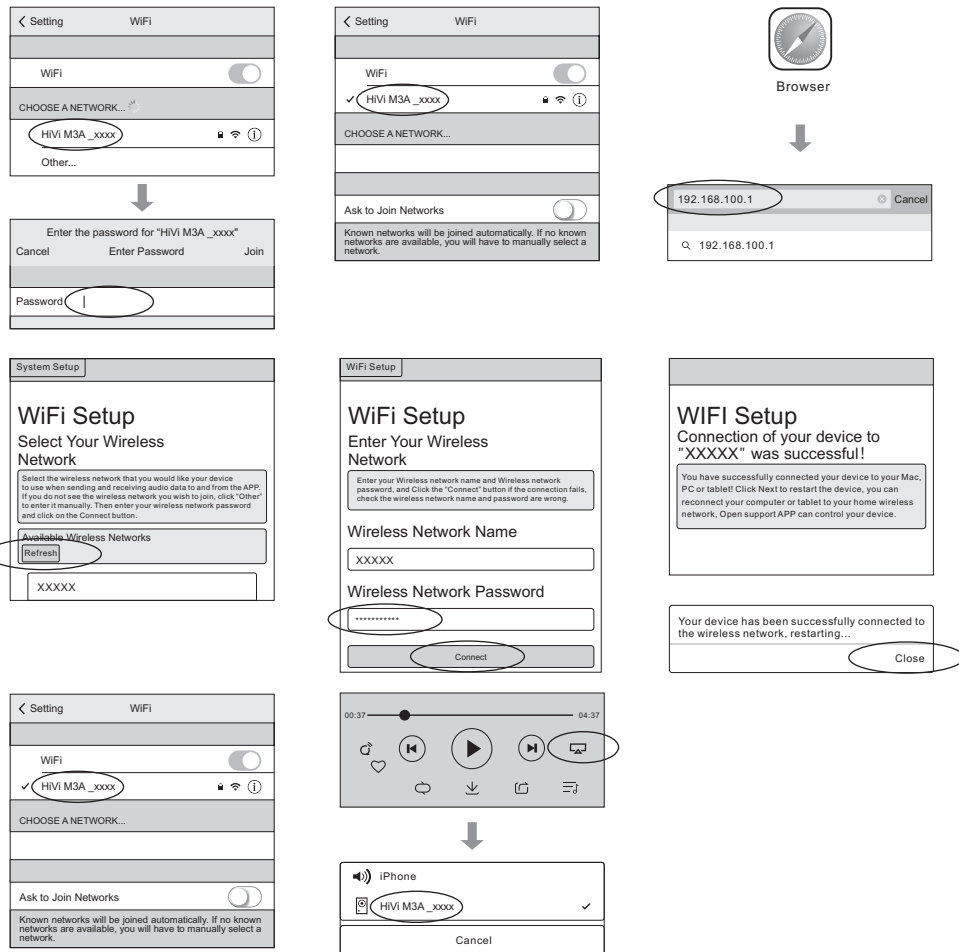 Setting WiFi
WiFi
CHOOSE A NETWORK...
HiVi M3A _xxxx
Other...
Enter the password for “HiVi M3A _xxxx"
Cancel Enter Password Join
Password
Setting WiFi
WiFi
HiVi M3A _xxxx
CHOOSE A NETWORK...
Ask to Join Networks
Known networks will be joined automatically. If no known
networks are available, you will have to manually select a
network.
Browser
192.168.100.1 Cancel
192.168.100.1
System Setup
WiFi Setup
Select Your Wireless
Network
Select the wireless network that you would like your device
to use when sending and receiving audio data to and from the APP.
If you do not see the wireless network you wish to join, click "Other"
to enter it manually. Then enter your wireless network password
and click on the Connect button.
Available Wireless Networks
Refresh
XXXXX
WiFi Setup
WiFi Setup
Enter Your Wireless
Network
Enter your Wireless network name and Wireless network
password, and Click the "Connect" button if the connection fails,
check the wireless network name and password are wrong.
Wireless Network Name
XXXXX
Wireless Network Password
***********
Connect
WIFI Setup
Connection of your device to
"XXXXX" was successful!
You have successfully connected your device to your Mac,
PC or tablet! Click Next to restart the device, you can
reconnect your computer or tablet to your home wireless
network, Open support APP can control your device.
Your device has been successfully connected to
the wireless network, restarting...
Close
Setting WiFi
WiFi
HiVi M3A _xxxx
CHOOSE A NETWORK...
Ask to Join Networks
Known networks will be joined automatically. If no known
networks are available, you will have to manually select a
network.
00:37 04:37
iPhone
HiVi M3A _xxxx
Cancel